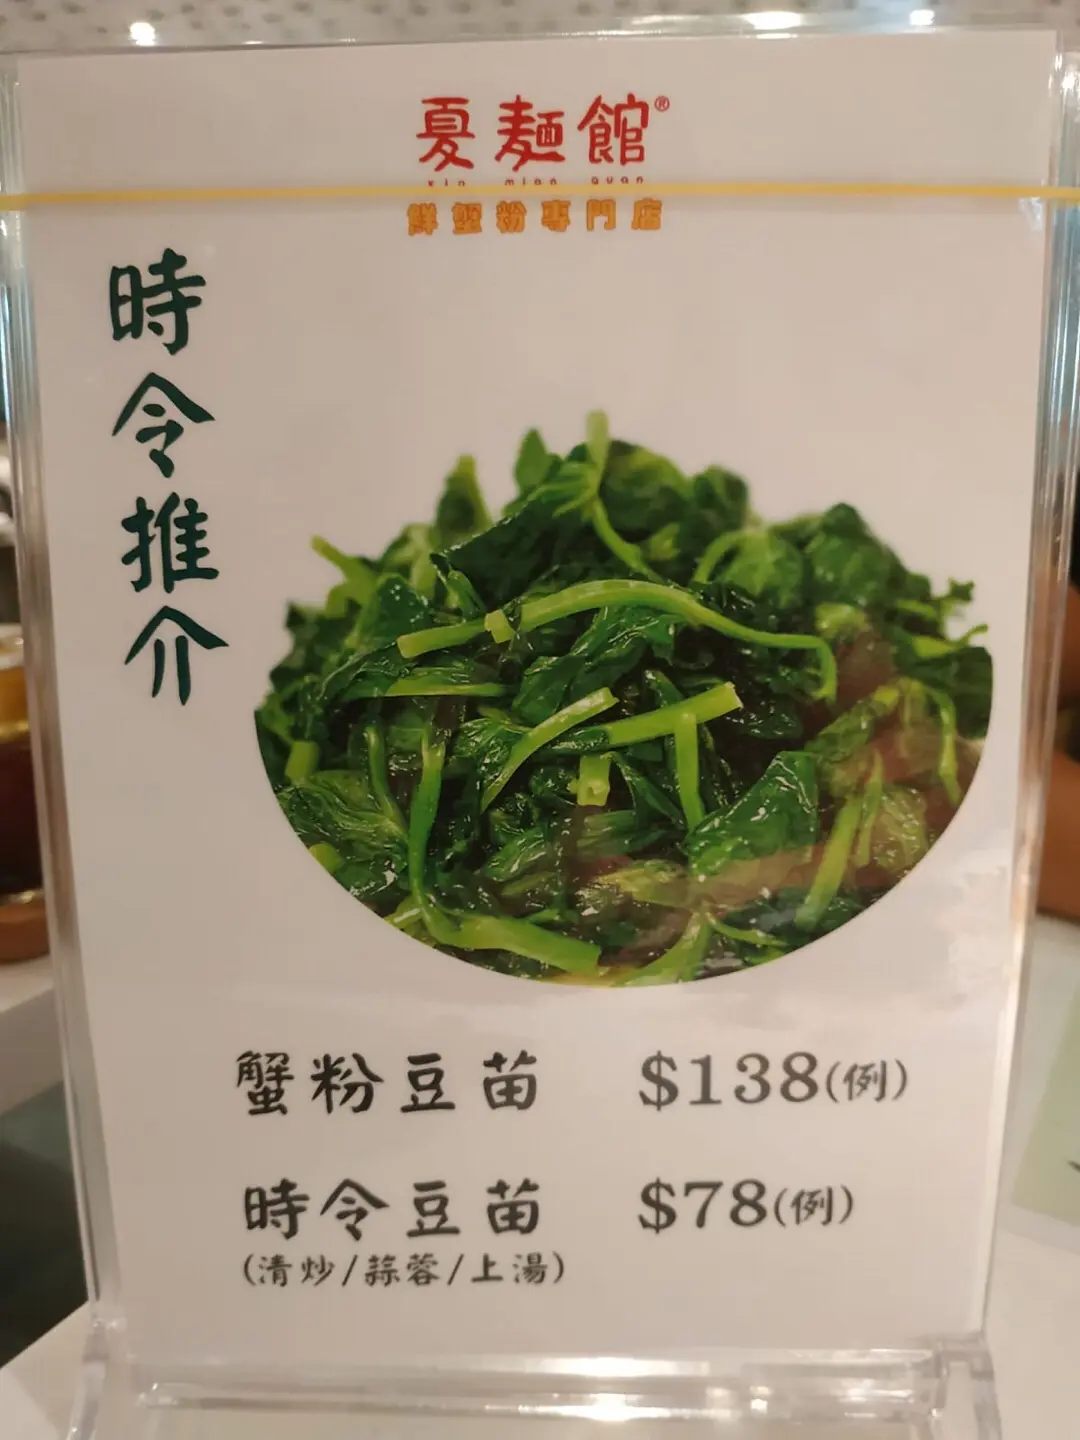 夏麵館®
xia mian guan
鮮蟹粉專門店
時令推介
蟹粉豆苗 $138(例)
時令豆苗 $78(例)
(清炒/蒜蓉/上湯)